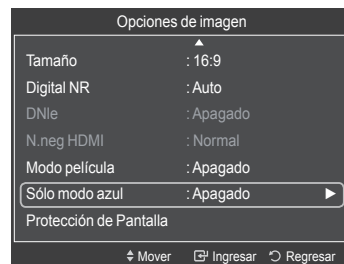 Opciones de imagen
Tamaño : 16:9
Digital NR : Auto
DNIe : Apagado
N.neg HDMI : Normal
Modo película : Apagado
Sólo modo azul : Apagado
Protección de Pantalla
Mover Ingresar Regresar